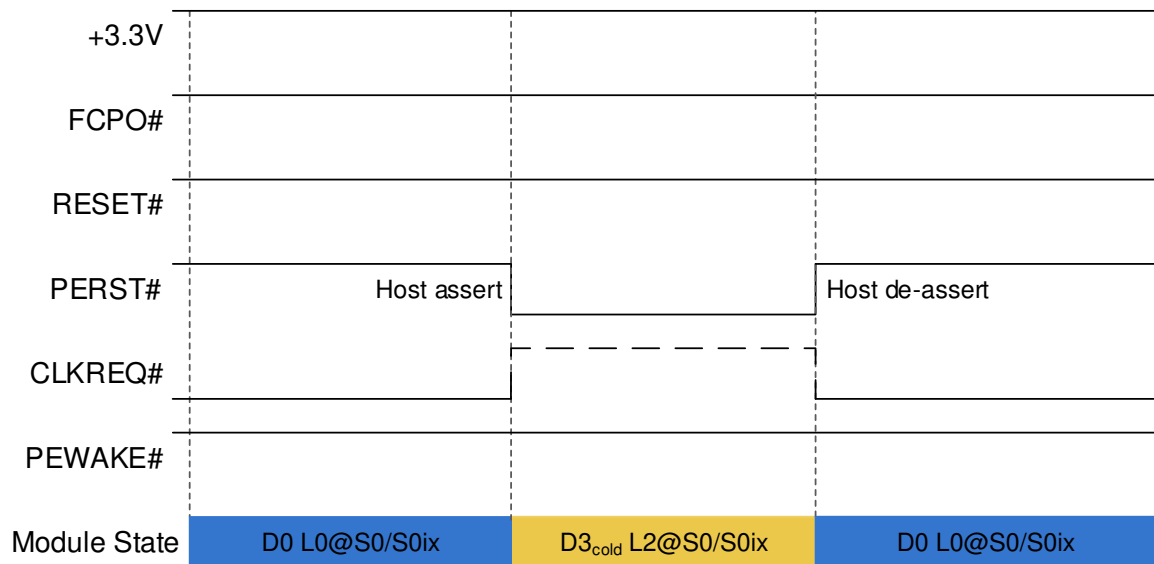 +3.3V
FCPO#
RESET#
PERST#
Host assert
Host de-assert
CLKREQ#
PEWAKE#
Module State
D0 L0@S0/S0ix
D3cold L2@S0/S0ix
D0 L0@S0/S0ix